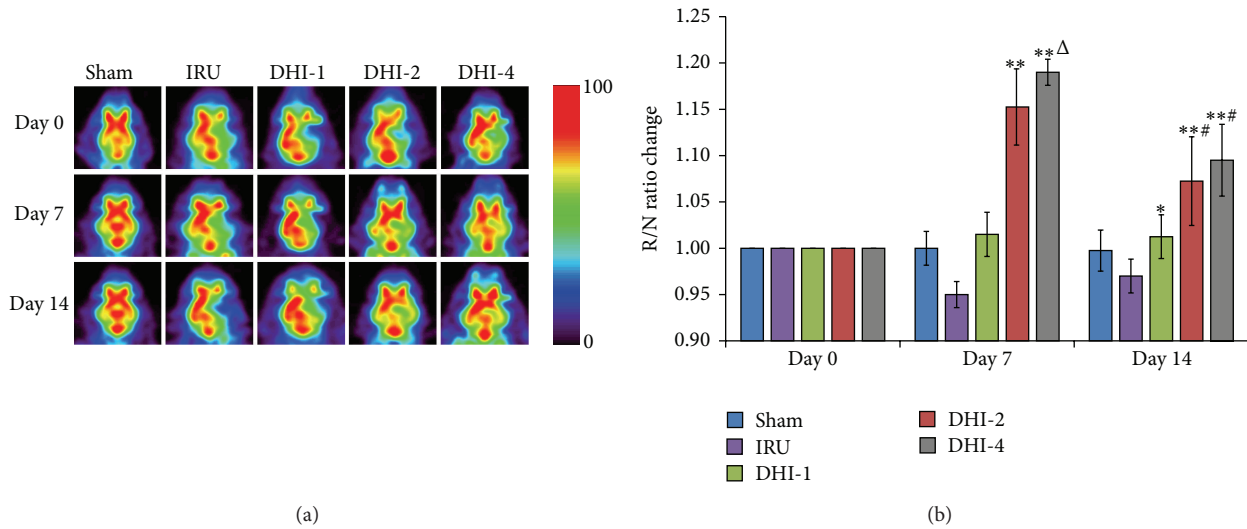 Sham IRU DHI-1 DHI-2 DHI-4
Day 0
Day 7
Day 14
100
0
(a)
R/N ratio change
1.25
1.20
1.15
1.10
1.05
1.00
0.95
0.90
** **Δ
* **# **#
Day 0 Day 7 Day 14
Sham
IRU
DHI-1
DHI-2
DHI-4
(b)